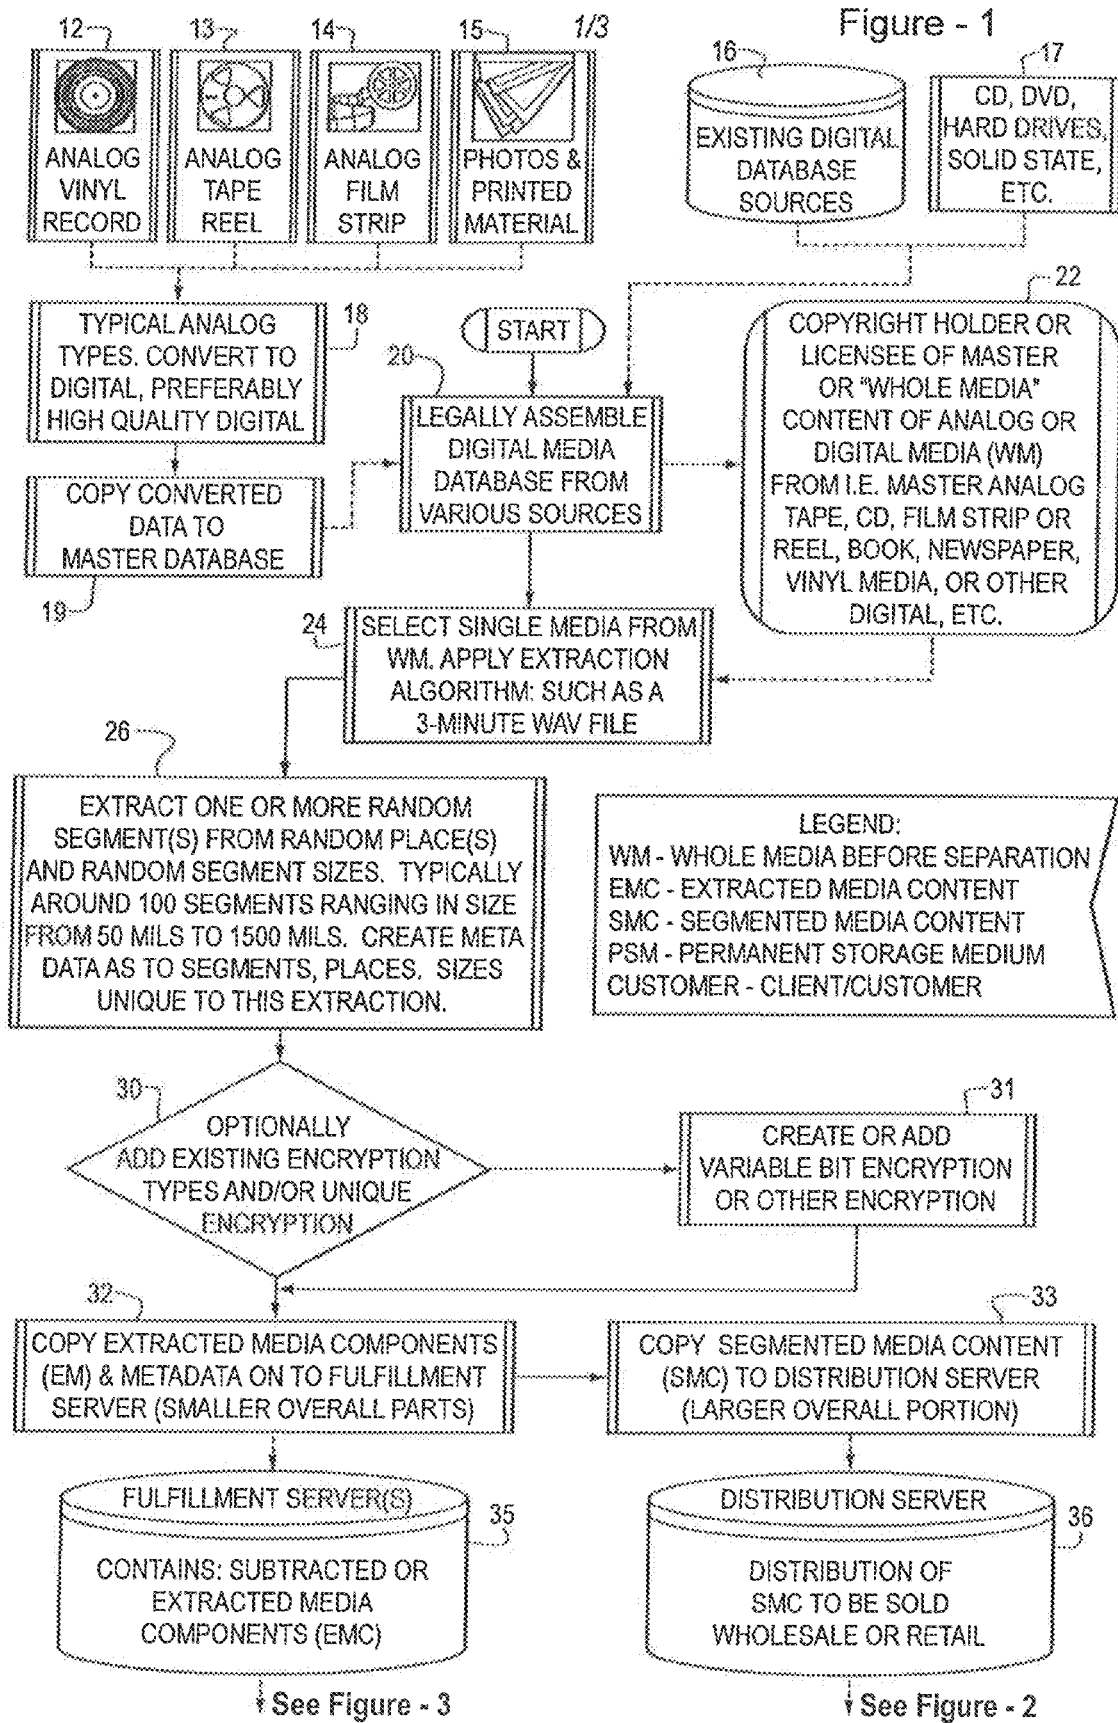 Figure - 1
1/3
12
13
14
15
16
17
ANALOG
VINYL
RECORD
ANALOG
TAPE
REEL
ANALOG
FILM
STRIP
PHOTOS &
PRINTED
MATERIAL
EXISTING DIGITAL
DATABASE
SOURCES
CD, DVD,
HARD DRIVES,
SOLID STATE,
ETC.
18
TYPICAL ANALOG
TYPES. CONVERT TO
DIGITAL, PREFERABLY
HIGH QUALITY DIGITAL
START
20
LEGALLY ASSEMBLE
DIGITAL MEDIA
DATABASE FROM
VARIOUS SOURCES
22
COPYRIGHT HOLDER OR
LICENSEE OF MASTER
OR "WHOLE MEDIA"
CONTENT OF ANALOG OR
DIGITAL MEDIA (WM)
FROM I.E. MASTER ANALOG
TAPE, CD, FILM STRIP OR
REEL, BOOK, NEWSPAPER,
VINYL MEDIA, OR OTHER
DIGITAL, ETC.
COPY CONVERTED
DATA TO
MASTER DATABASE
19
24
SELECT SINGLE MEDIA FROM
WM. APPLY EXTRACTION
ALGORITHM: SUCH AS A
3-MINUTE WAV FILE
26
EXTRACT ONE OR MORE RANDOM
SEGMENT(S) FROM RANDOM PLACE(S)
AND RANDOM SEGMENT SIZES. TYPICALLY
AROUND 100 SEGMENTS RANGING IN SIZE
FROM 50 MILS TO 1500 MILS. CREATE META
DATA AS TO SEGMENTS, PLACES. SIZES
UNIQUE TO THIS EXTRACTION.
LEGEND:
WM - WHOLE MEDIA BEFORE SEPARATION
EMC - EXTRACTED MEDIA CONTENT
SMC - SEGMENTED MEDIA CONTENT
PSM - PERMANENT STORAGE MEDIUM
CUSTOMER - CLIENT/CUSTOMER
30
OPTIONALLY
ADD EXISTING ENCRYPTION
TYPES AND/OR UNIQUE
ENCRYPTION
31
CREATE OR ADD
VARIABLE BIT ENCRYPTION
OR OTHER ENCRYPTION
32
COPY EXTRACTED MEDIA COMPONENTS
(EM) & METADATA ON TO FULFILLMENT
SERVER (SMALLER OVERALL PARTS)
33
COPY SEGMENTED MEDIA CONTENT
(SMC) TO DISTRIBUTION SERVER
(LARGER OVERALL PORTION)
FULFILLMENT SERVER(S)
35
CONTAINS: SUBTRACTED OR
EXTRACTED MEDIA
COMPONENTS (EMC)
DISTRIBUTION SERVER
36
DISTRIBUTION OF
SMC TO BE SOLD
WHOLESALE OR RETAIL
See Figure - 3
See Figure - 2